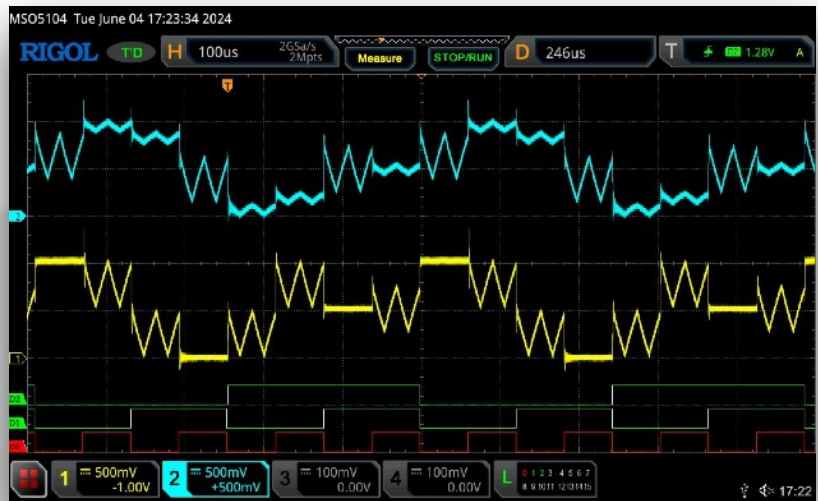 MSO5104 Tue June 04 17:23:34 2024
RIGOL T'D H 100us 2GSa/s 2Mpts Measure STOP/RUN D 246us T 1.28V A
T
2
1
D2
D1
1 500mV -1.00V 2 500mV +500mV 3 100mV 0.00V 4 100mV 0.00V L 0 1 2 3 4 5 6 7
8 9 10 11 12 13 14 15
17:22